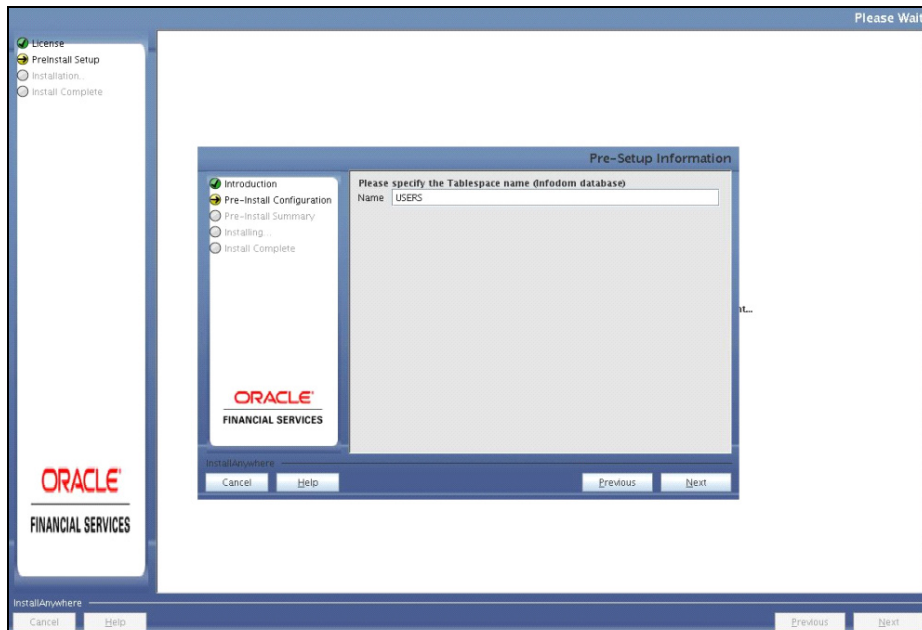 Please Wait
License
PreInstall Setup
Installation...
Install Complete
Pre-Setup Information
Introduction
Pre-Install Configuration
Pre-Install Summary
Installing...
Install Complete
Please specify the Tablespace name (Infodom database)
Name USERS
nt...
ORACLE
FINANCIAL SERVICES
InstallAnywhere
Cancel Help Previous Next
ORACLE
FINANCIAL SERVICES
InstallAnywhere
Cancel Help Previous Next